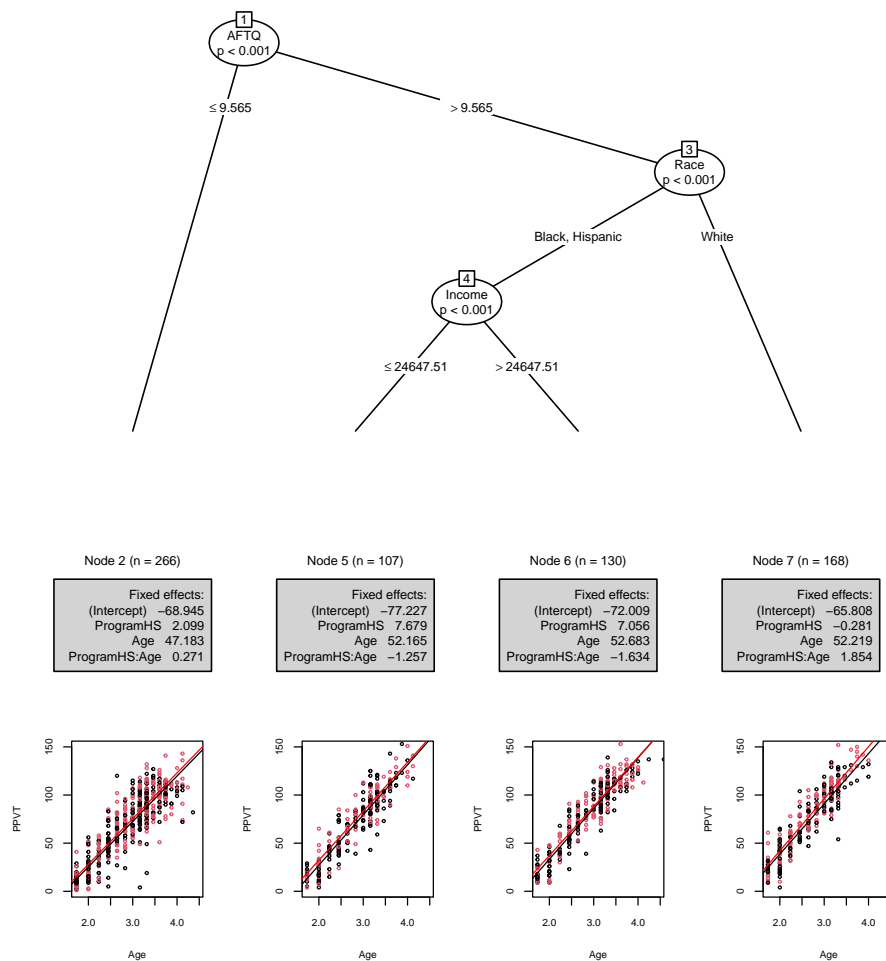 1
AFTQ
p < 0.001
≤ 9.565
> 9.565
3
Race
p < 0.001
Black, Hispanic
White
4
Income
p < 0.001
≤ 24647.51
> 24647.51
Node 2 (n = 266)
Fixed effects:
(Intercept) −68.945
ProgramHS 2.099
Age 47.183
ProgramHS:Age 0.271
Node 5 (n = 107)
Fixed effects:
(Intercept) −77.227
ProgramHS 7.679
Age 52.165
ProgramHS:Age −1.257
Node 6 (n = 130)
Fixed effects:
(Intercept) −72.009
ProgramHS 7.056
Age 52.683
ProgramHS:Age −1.634
Node 7 (n = 168)
Fixed effects:
(Intercept) −65.808
ProgramHS −0.281
Age 52.219
ProgramHS:Age 1.854
PPVT
150
100
50
0
2.0 3.0 4.0
Age
PPVT
150
100
50
0
2.0 3.0 4.0
Age
PPVT
150
100
50
0
2.0 3.0 4.0
Age
PPVT
150
100
50
0
2.0 3.0 4.0
Age